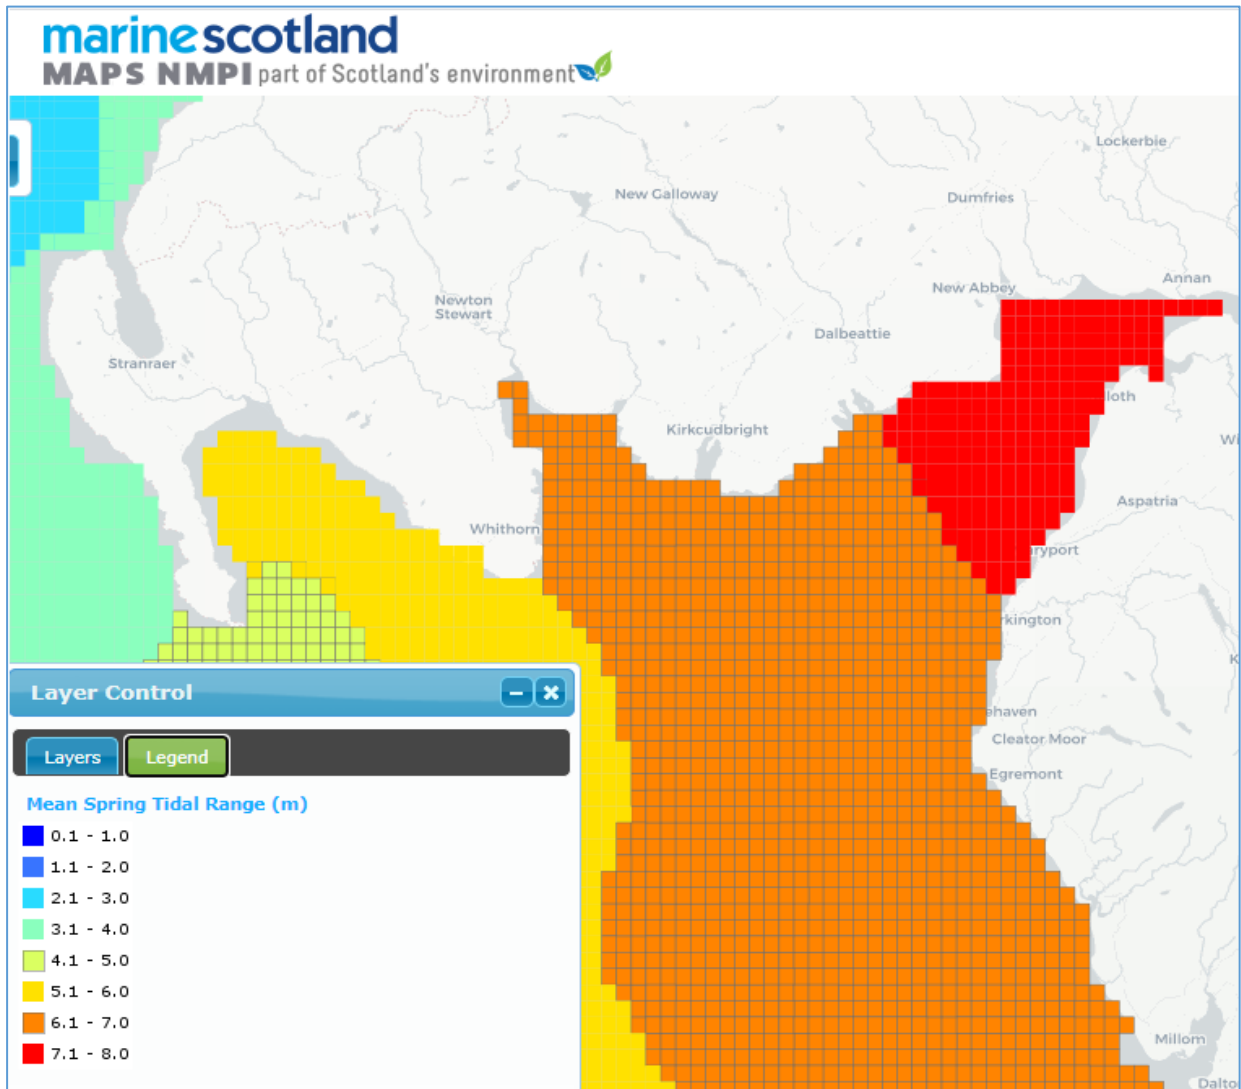 marinescotland
MAPS NMPI part of Scotland's environment
Lockerbie
New Galloway
Dumfries
Annan
New Abbey
Newton
Stewart
Dalbeattie
Stranraer
loth
Kirkcudbright
Wi
Aspatria
Whithorn
ryport
rkington
K
ehaven
Cleator Moor
Egremont
Layer Control
Layers
Legend
Mean Spring Tidal Range (m)
0.1 - 1.0
1.1 - 2.0
2.1 - 3.0
3.1 - 4.0
4.1 - 5.0
5.1 - 6.0
6.1 - 7.0
7.1 - 8.0
Millom
Dalto